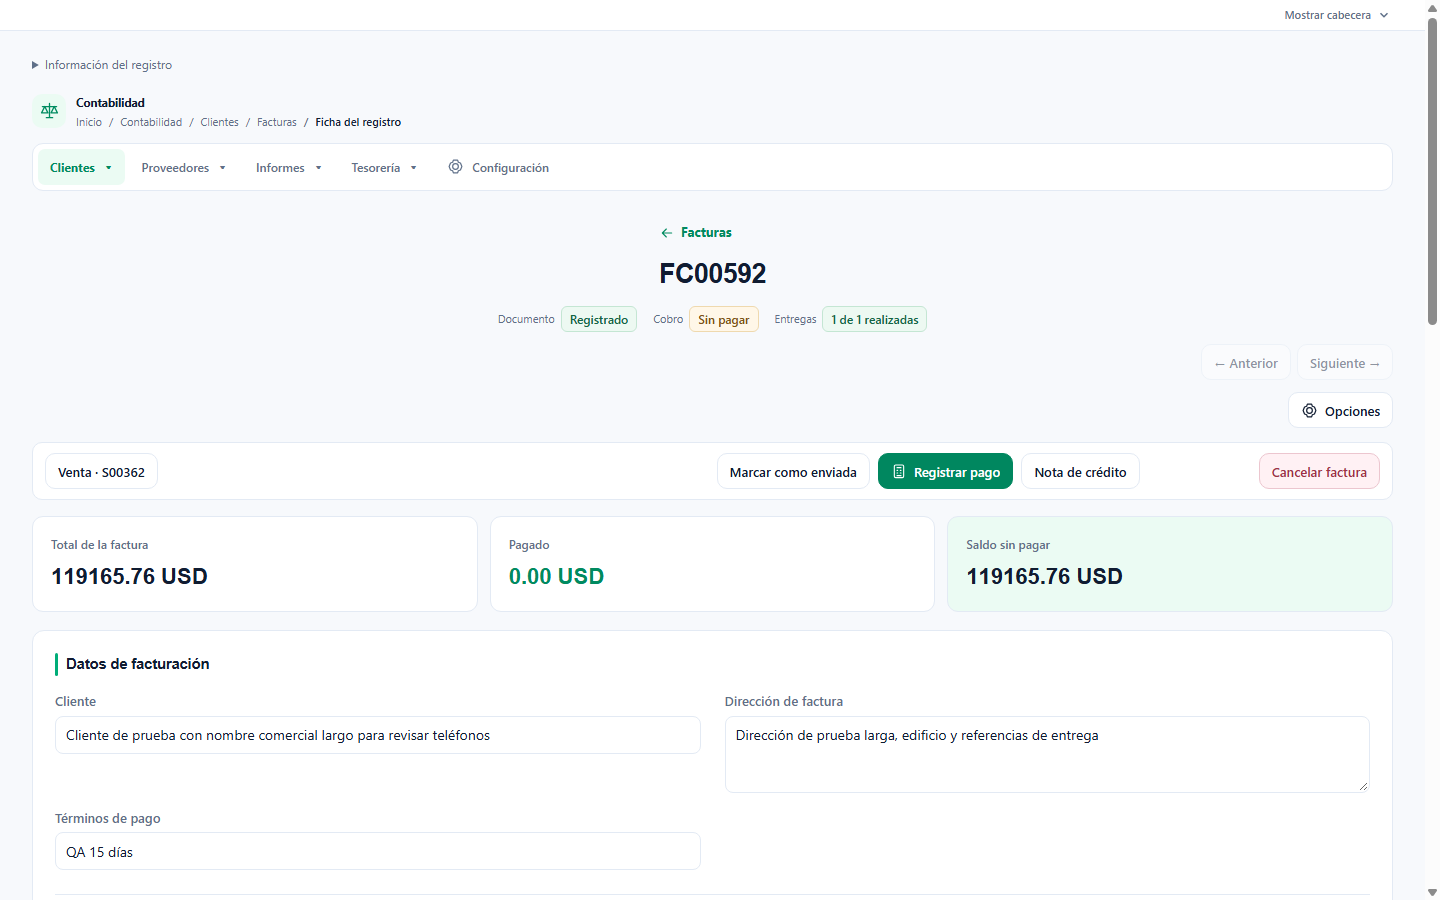 Mostrar cabecera
Información del registro
Contabilidad
Inicio / Contabilidad / Clientes / Facturas / Ficha del registro
Clientes Proveedores Informes Tesorería Configuración
← Facturas
FC00592
Documento Registrado Cobro Sin pagar Entregas 1 de 1 realizadas
← Anterior Siguiente →
Opciones
Venta · S00362 Marcar como enviada Registrar pago Nota de crédito Cancelar factura
Total de la factura Pagado Saldo sin pagar
119165.76 USD 0.00 USD 119165.76 USD
Datos de facturación
Cliente Dirección de factura
Cliente de prueba con nombre comercial largo para revisar teléfonos Dirección de prueba larga, edificio y referencias de entrega
Términos de pago
QA 15 días